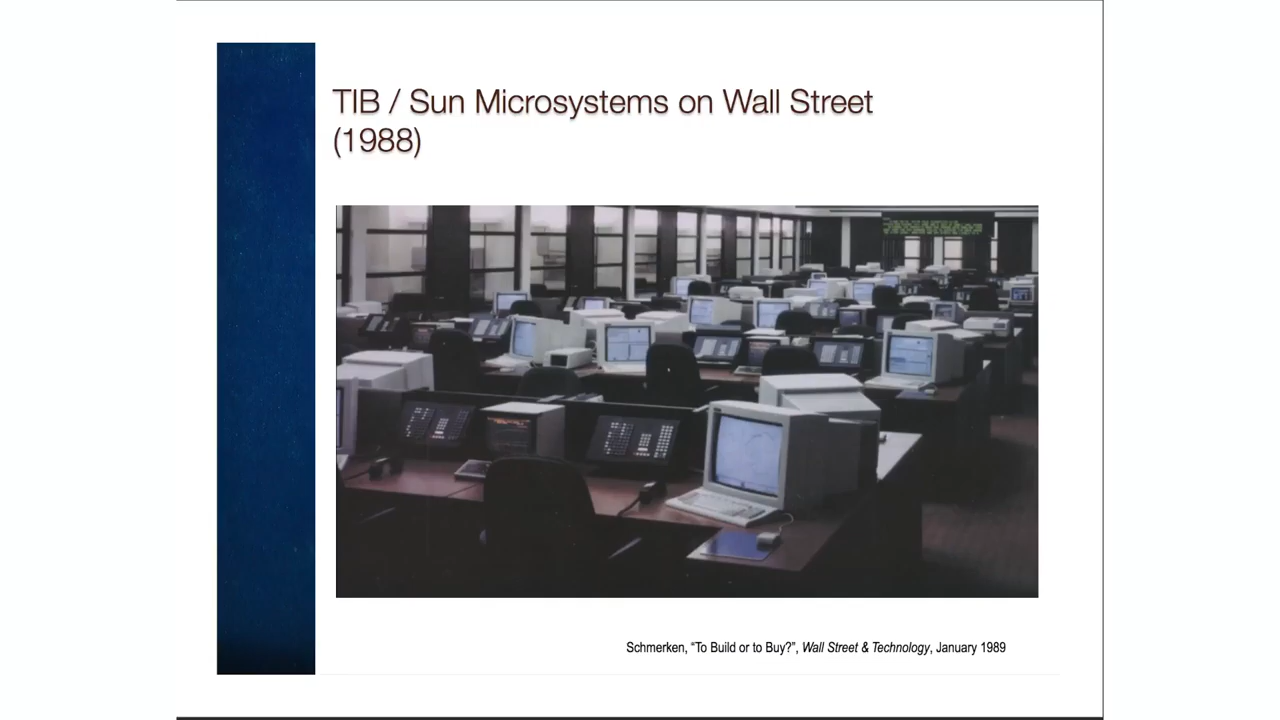 TIB / Sun Microsystems on Wall Street
(1988)
Schmerken, “To Build or to Buy?”, Wall Street & Technology, January 1989